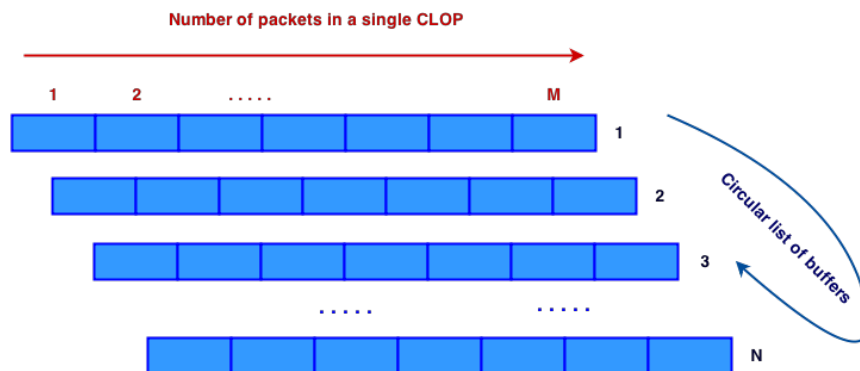 Number of packets in a single CLOP
1 2 ..... M
1
2
3
..... .....
N
Circular list of buffers